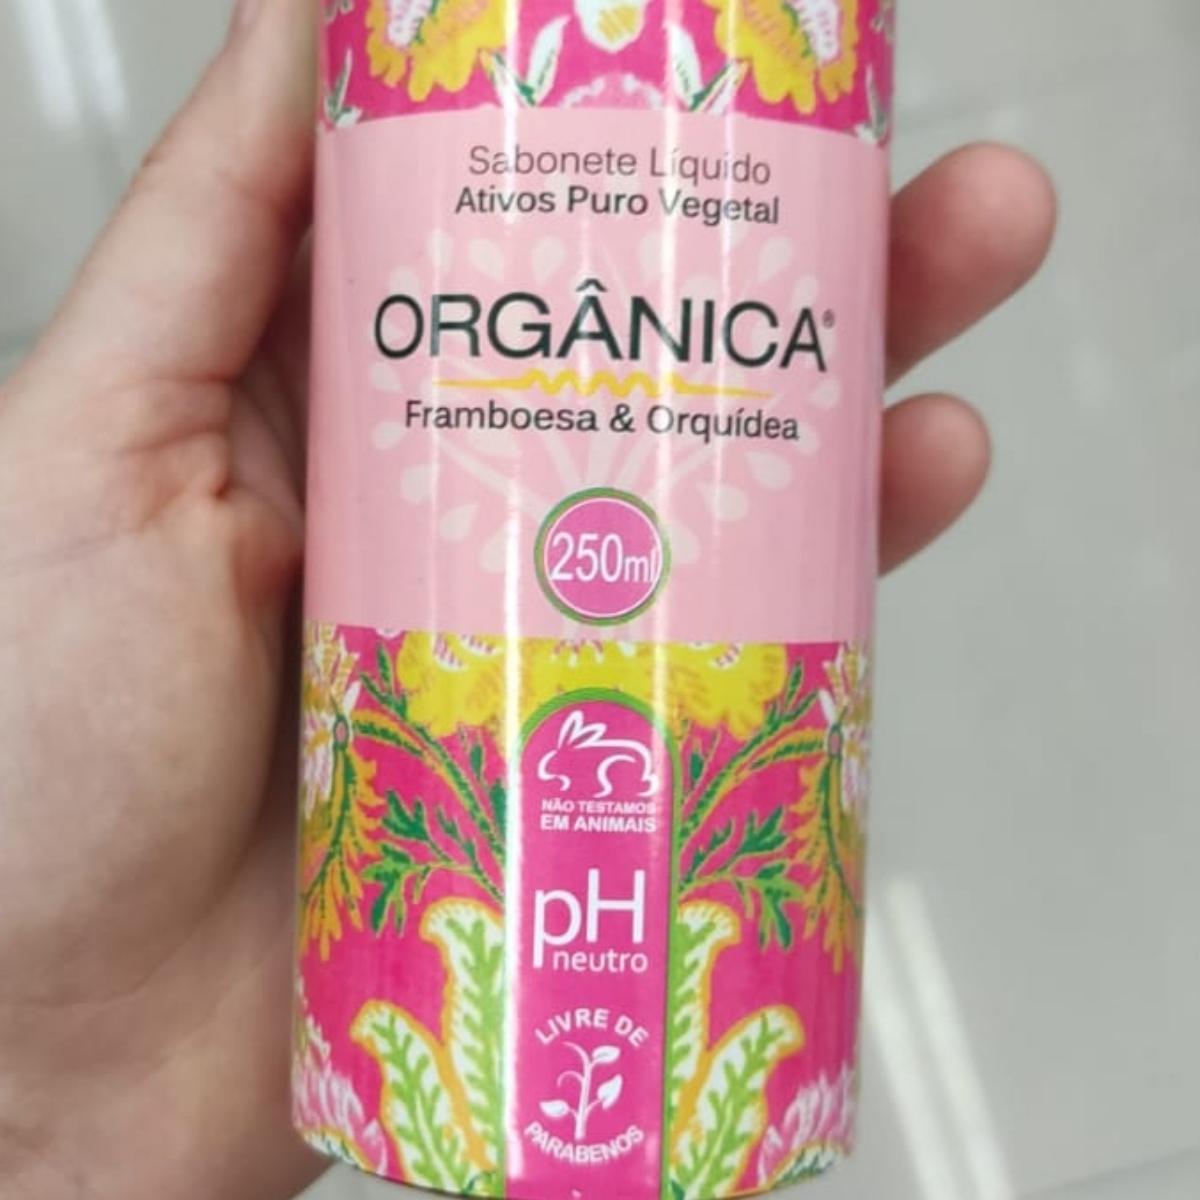 Sabonete Líquido
Ativos Puro Vegetal
ORGÂNICA®
Framboesa & Orquídea
250ml
NÃO TESTAMOS
EM ANIMAIS
pH
neutro
LIVRE DE
PARABENOS